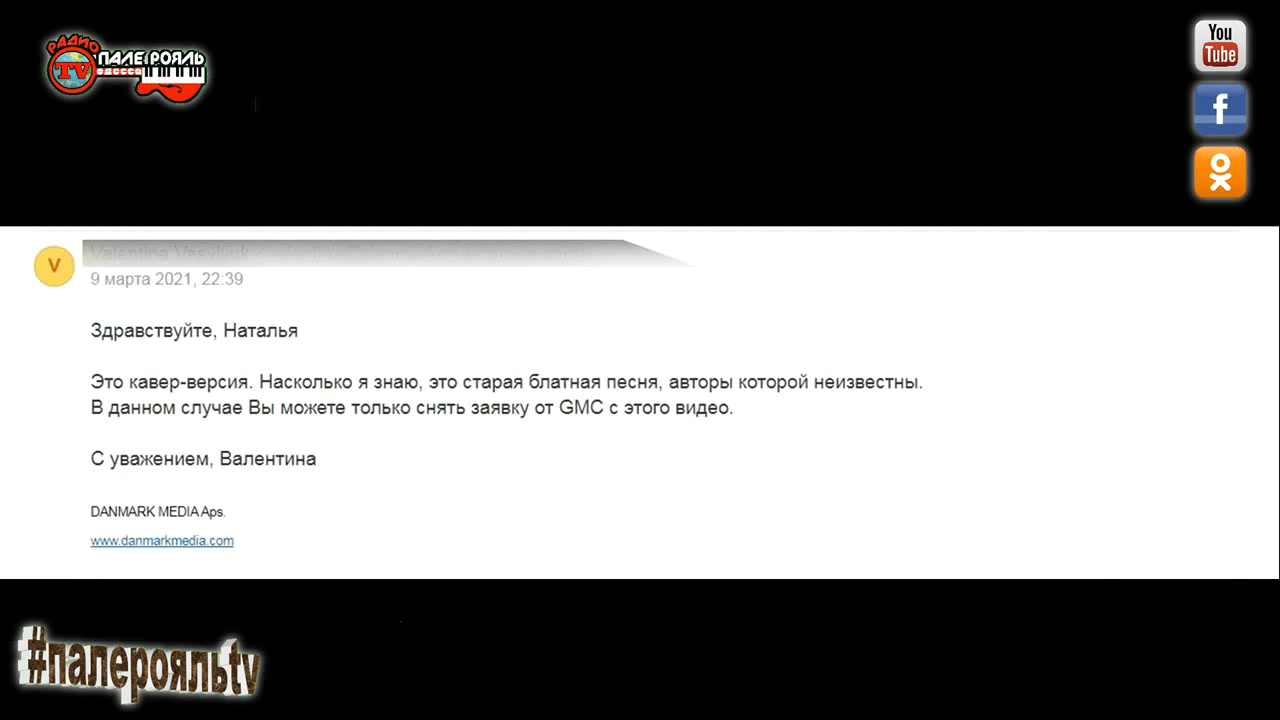 РАДИО
TV
ПАЛЕ РОЯЛЬ
одесса
You
Tube
f
V
9 марта 2021, 22:39
Здравствуйте, Наталья
Это кавер-версия. Насколько я знаю, это старая блатная песня, авторы которой неизвестны.
В данном случае Вы можете только снять заявку от GMC с этого видео.
С уважением, Валентина
DANMARK MEDIA Aps.
www.danmarkmedia.com
#палерояльtv